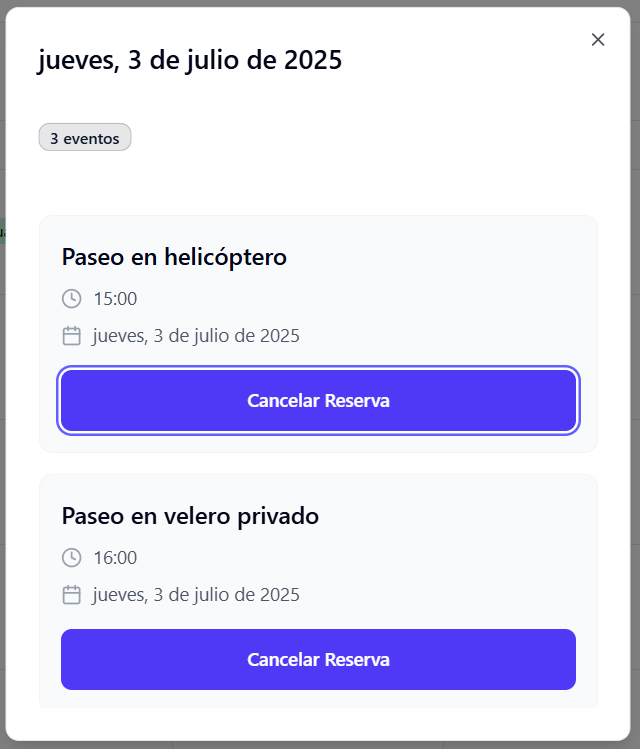 jueves, 3 de julio de 2025
3 eventos
Paseo en helicóptero
15:00
jueves, 3 de julio de 2025
Cancelar Reserva
Paseo en velero privado
16:00
jueves, 3 de julio de 2025
Cancelar Reserva